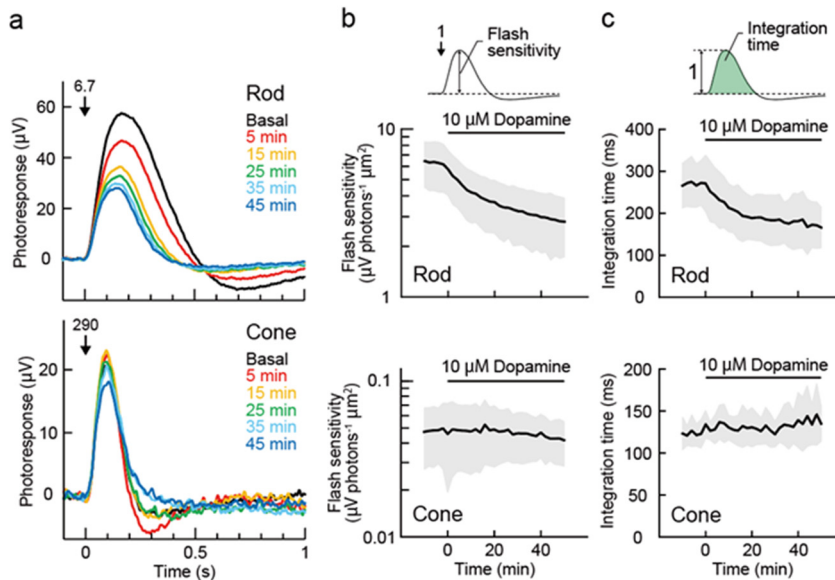 a
6.7
Rod
Basal
5 min
15 min
25 min
35 min
45 min
Photoresponse (µV)
60
40
20
0
290
Cone
Basal
5 min
15 min
25 min
35 min
45 min
Photoresponse (µV)
20
10
0
0
0.5
1
Time (s)
b
1
Flash
sensitivity
10 µM Dopamine
Flash sensitivity
(µV photons⁻¹ µm²)
10
1
Rod
10 µM Dopamine
Flash sensitivity
(µV photons⁻¹ µm²)
0.1
0.01
Cone
0
20
40
Time (min)
c
Integration
time
1
10 µM Dopamine
Integration time (ms)
400
300
200
100
0
Rod
10 µM Dopamine
Integration time (ms)
200
150
100
50
0
Cone
0
20
40
Time (min)